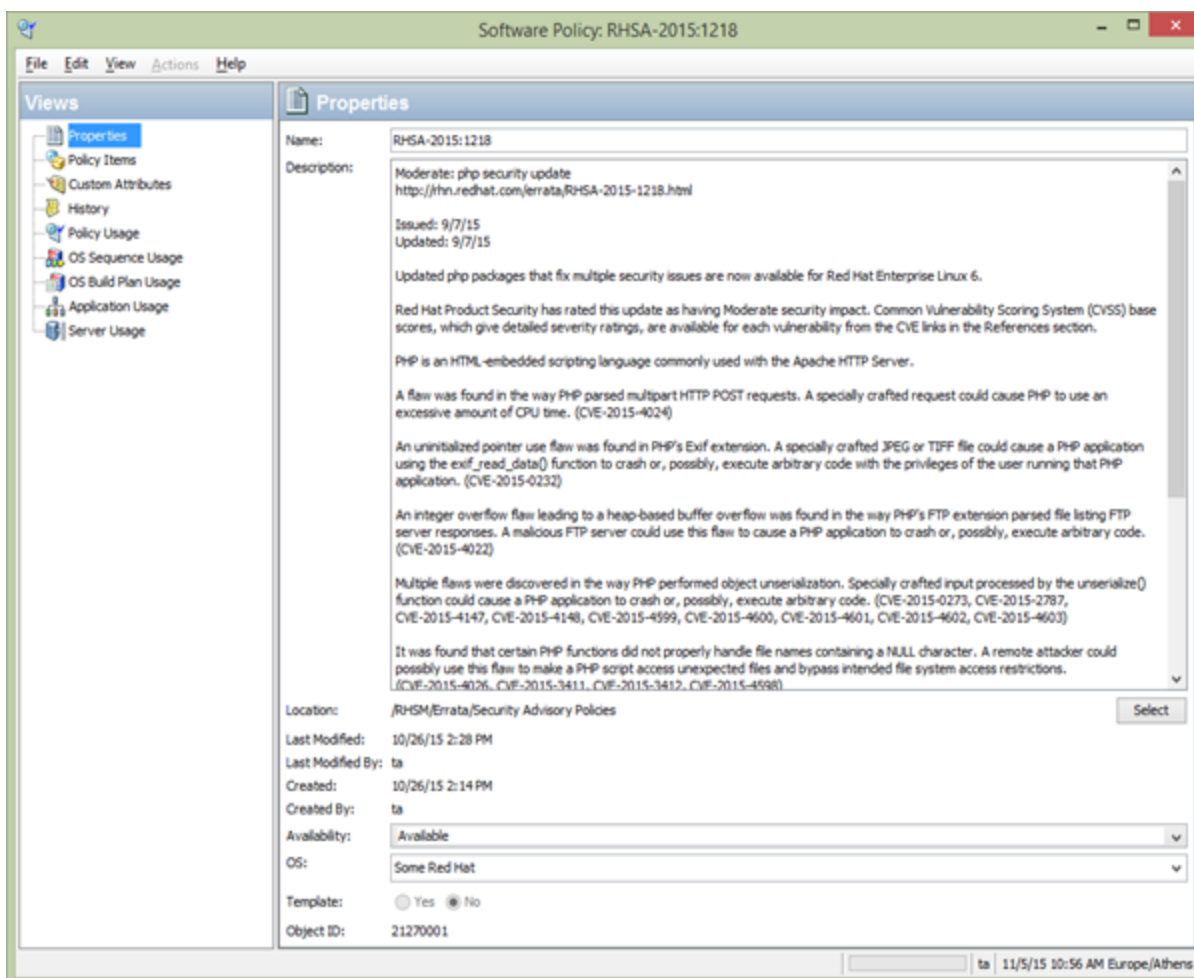 Software Policy: RHSA-2015:1218
File Edit View Actions Help
Views
Properties
Policy Items
Custom Attributes
History
Policy Usage
OS Sequence Usage
OS Build Plan Usage
Application Usage
Server Usage
Properties
Name: RHSA-2015:1218
Description:
Moderate: php security update
http://rhn.redhat.com/errata/RHSA-2015-1218.html
Issued: 9/7/15
Updated: 9/7/15
Updated php packages that fix multiple security issues are now available for Red Hat Enterprise Linux 6.
Red Hat Product Security has rated this update as having Moderate security impact. Common Vulnerability Scoring System (CVSS) base
scores, which give detailed severity ratings, are available for each vulnerability from the CVE links in the References section.
PHP is an HTML-embedded scripting language commonly used with the Apache HTTP Server.
A flaw was found in the way PHP parsed multipart HTTP POST requests. A specially crafted request could cause PHP to use an
excessive amount of CPU time. (CVE-2015-4024)
An uninitialized pointer use flaw was found in PHP's Exif extension. A specially crafted JPEG or TIFF file could cause a PHP application
using the exif_read_data() function to crash or, possibly, execute arbitrary code with the privileges of the user running that PHP
application. (CVE-2015-0232)
An integer overflow flaw leading to a heap-based buffer overflow was found in the way PHP's FTP extension parsed file listing FTP
server responses. A malicious FTP server could use this flaw to cause a PHP application to crash or, possibly, execute arbitrary code.
(CVE-2015-4022)
Multiple flaws were discovered in the way PHP performed object unserialization. Specially crafted input processed by the unserialize()
function could cause a PHP application to crash or, possibly, execute arbitrary code. (CVE-2015-0273, CVE-2015-2787,
CVE-2015-4147, CVE-2015-4148, CVE-2015-4599, CVE-2015-4600, CVE-2015-4601, CVE-2015-4602, CVE-2015-4603)
It was found that certain PHP functions did not properly handle file names containing a NULL character. A remote attacker could
possibly use this flaw to make a PHP script access unexpected files and bypass intended file system access restrictions.
(CVE-2015-4026, CVE-2015-3411, CVE-2015-3412, CVE-2015-4598)
Location: /RHSM/Errata/Security Advisory Policies Select
Last Modified: 10/26/15 2:28 PM
Last Modified By: ta
Created: 10/26/15 2:14 PM
Created By: ta
Availability: Available
OS: Some Red Hat
Template: Yes No
Object ID: 21270001
ta 11/5/15 10:56 AM Europe/Athens